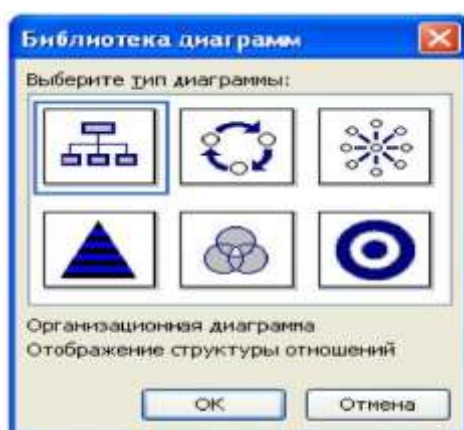 Библиотека диаграмм
Выберите тип диаграммы:
Организационная диаграмма
Отображение структуры отношений
ОК
Отмена